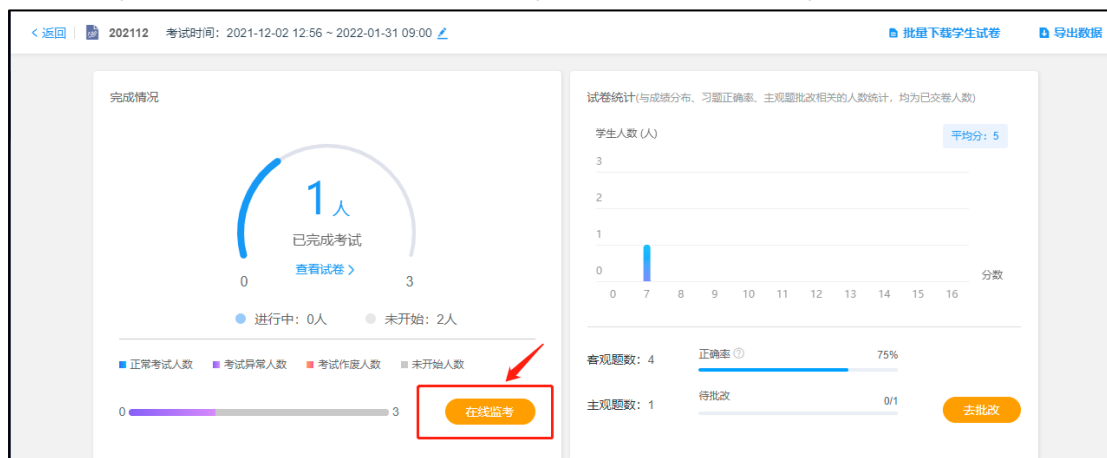 < 返回 202112 考试时间：2021-12-02 12:56 ~ 2022-01-31 09:00 批量下载学生试卷 导出数据
完成情况
1人
已完成考试
查看试卷 >
0 3
进行中：0人 未开始：2人
正常考试人数 考试异常人数 考试作废人数 未开始人数
0 3 在线监考
试卷统计(与成绩分布、习题正确率、主观题批改相关的人数统计，均为已交卷人数)
学生人数 (人) 平均分：5
3
2
1
0
分数
0 7 8 9 10 11 12 13 14 15 16
客观题数：4 正确率 ? 75%
主观题数：1 待批改 0/1 去批改